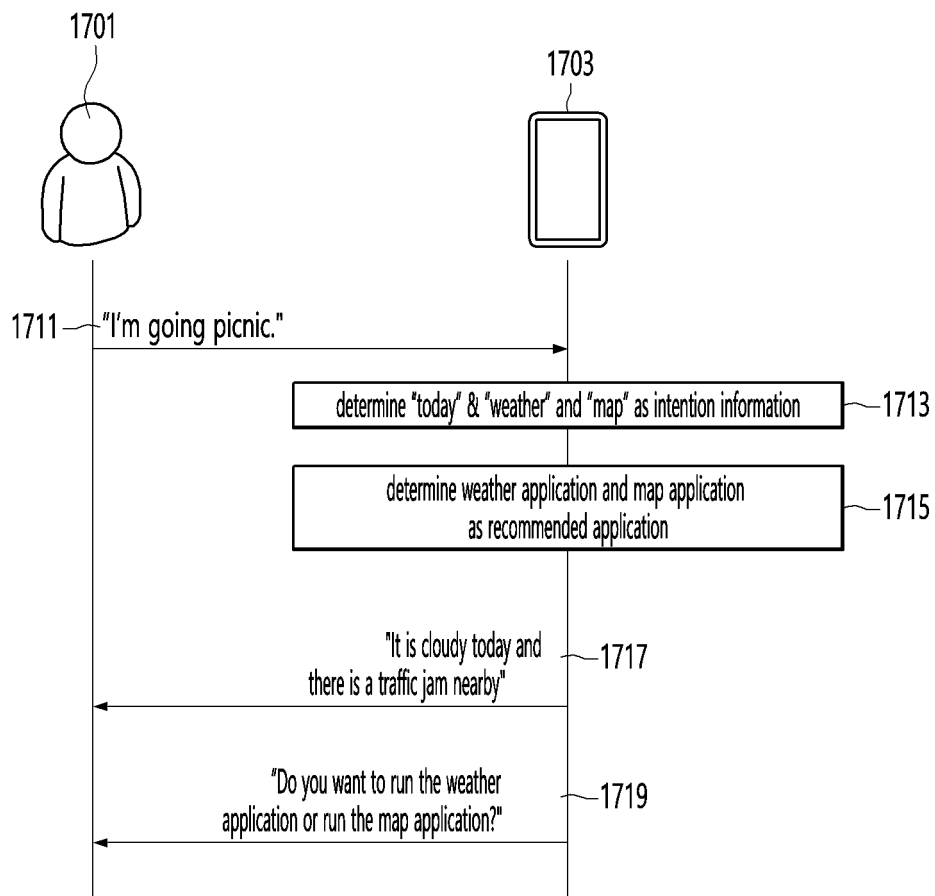 1701
1703
1711
"I'm going picnic."
determine "today" & "weather" and "map" as intention information
1713
determine weather application and map application
as recommended application
1715
"It is cloudy today and
there is a traffic jam nearby"
1717
"Do you want to run the weather
application or run the map application?"
1719